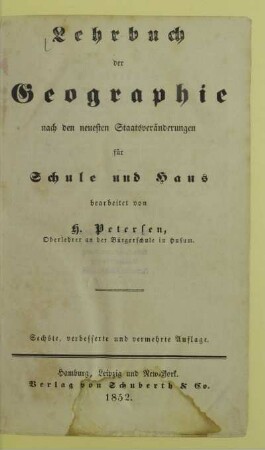 Lehrbuch
der
Geographie
nach den neuesten Staatsveränderungen
für
Schule und Haus
bearbeitet von
H. Petersen,
Oberlehrer an der Bürgerschule in Husum.
Sechste, verbesserte und vermehrte Auflage.
Hamburg, Leipzig und New-York.
Verlag von Schuberth & Co.
1852.